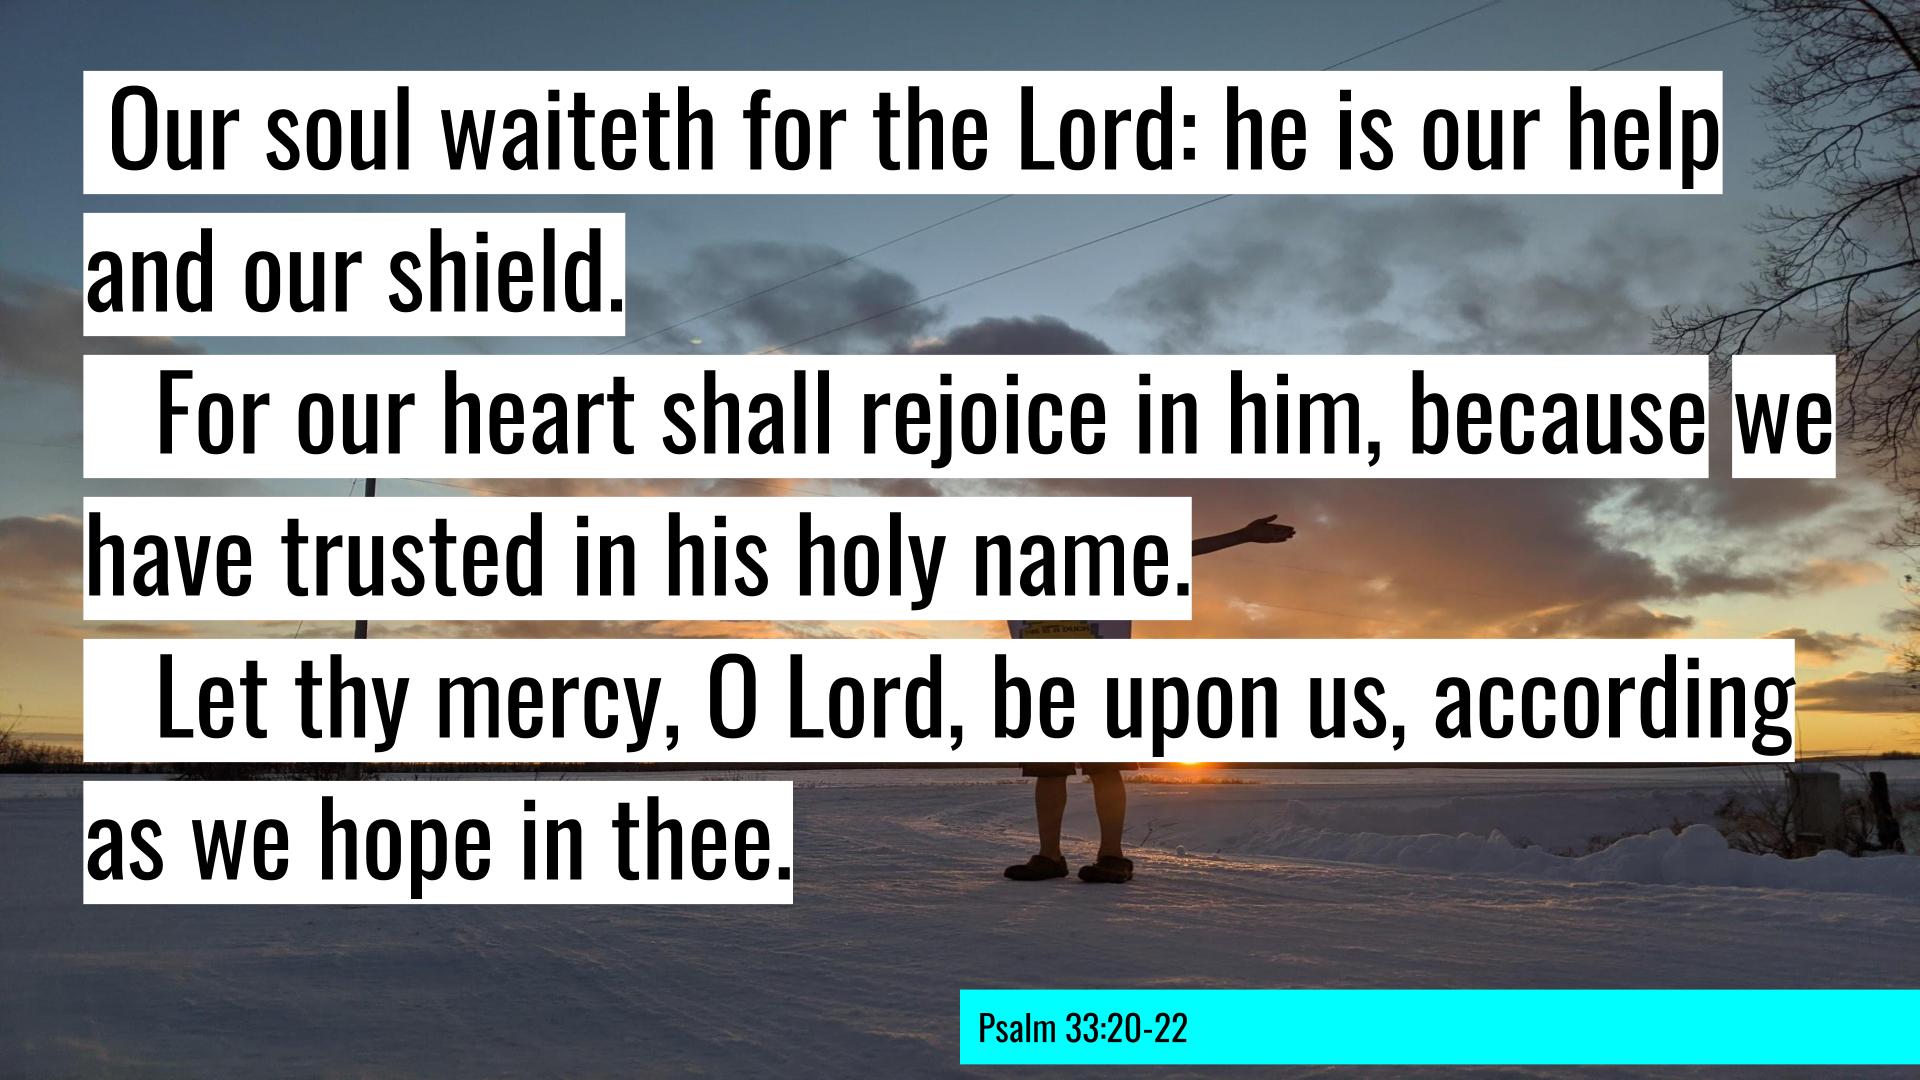 Our soul waiteth for the Lord: he is our help
and our shield.
For our heart shall rejoice in him, because we
have trusted in his holy name.
Let thy mercy, O Lord, be upon us, according
as we hope in thee.
Psalm 33:20-22